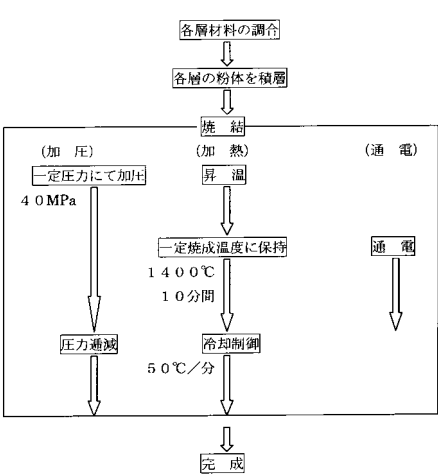 各層材料の調合
各層の粉体を積層
焼 結
(加 圧) (加 熱) (通 電)
一定圧力にて加圧 昇 温
40MPa
一定焼成温度に保持 通 電
1400℃
10分間
圧力逓減 冷却制御
50℃/分
完 成